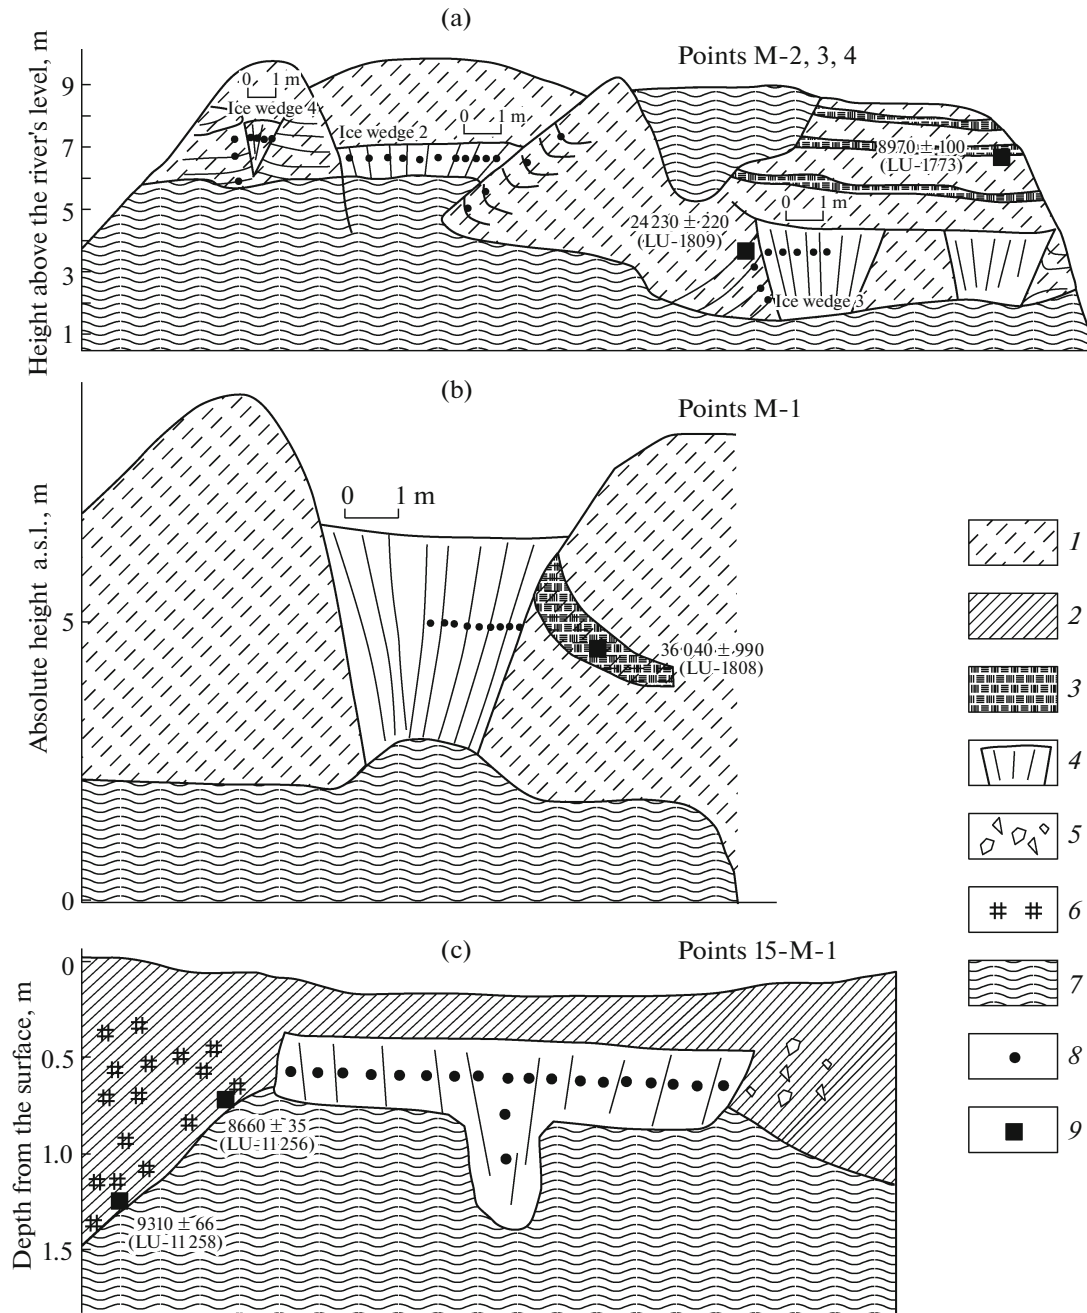 (a)
Points M-2, 3, 4
Height above the river's level, m
9
7
5
3
1
0 1 m
Ice wedge 4
Ice wedge 2
0 1 m
8970 ± 100
(LU-1773)
24 230 ± 220
(LU-1809)
0 1 m
Ice wedge 3
(b)
Points M-1
Absolute height a.s.l., m
5
0
0 1 m
36 040 ± 990
(LU-1808)
(c)
Points 15-M-1
Depth from the surface, m
0
0.5
1.0
1.5
8660 ± 35
(LU-11 256)
9310 ± 66
(LU-11 258)
1
2
3
4
5
6
7
8
9